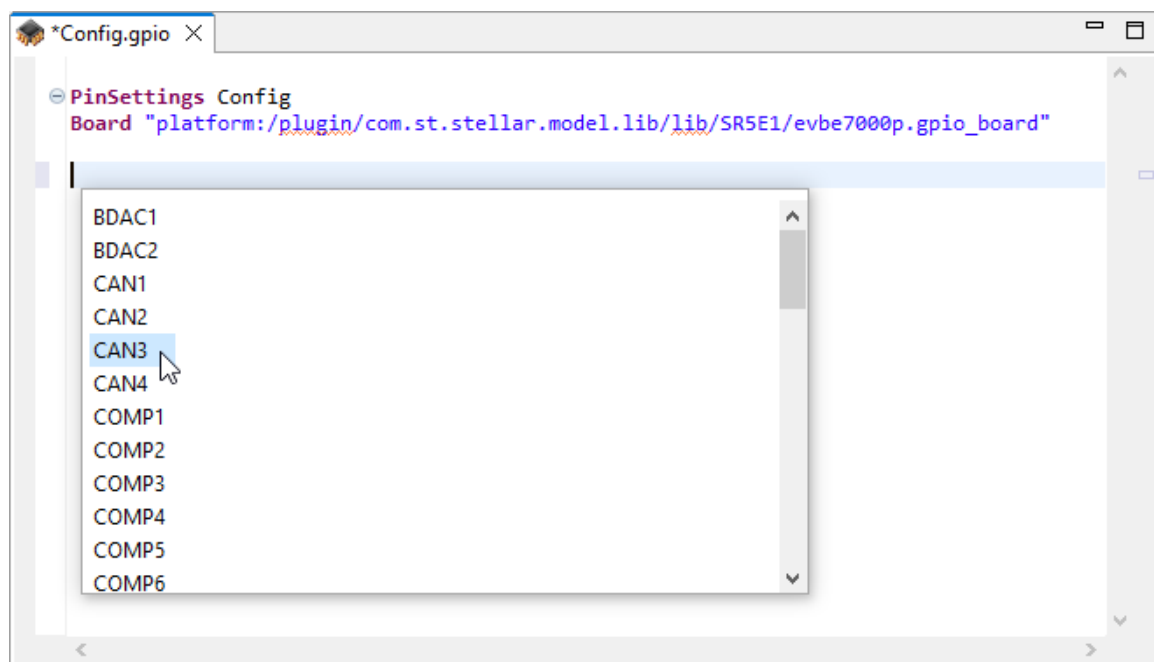 *Config.gpio
PinSettings Config
Board "platform:/plugin/com.st.stellar.model.lib/lib/SR5E1/evbe7000p.gpio_board"
BDAC1
BDAC2
CAN1
CAN2
CAN3
CAN4
COMP1
COMP2
COMP3
COMP4
COMP5
COMP6